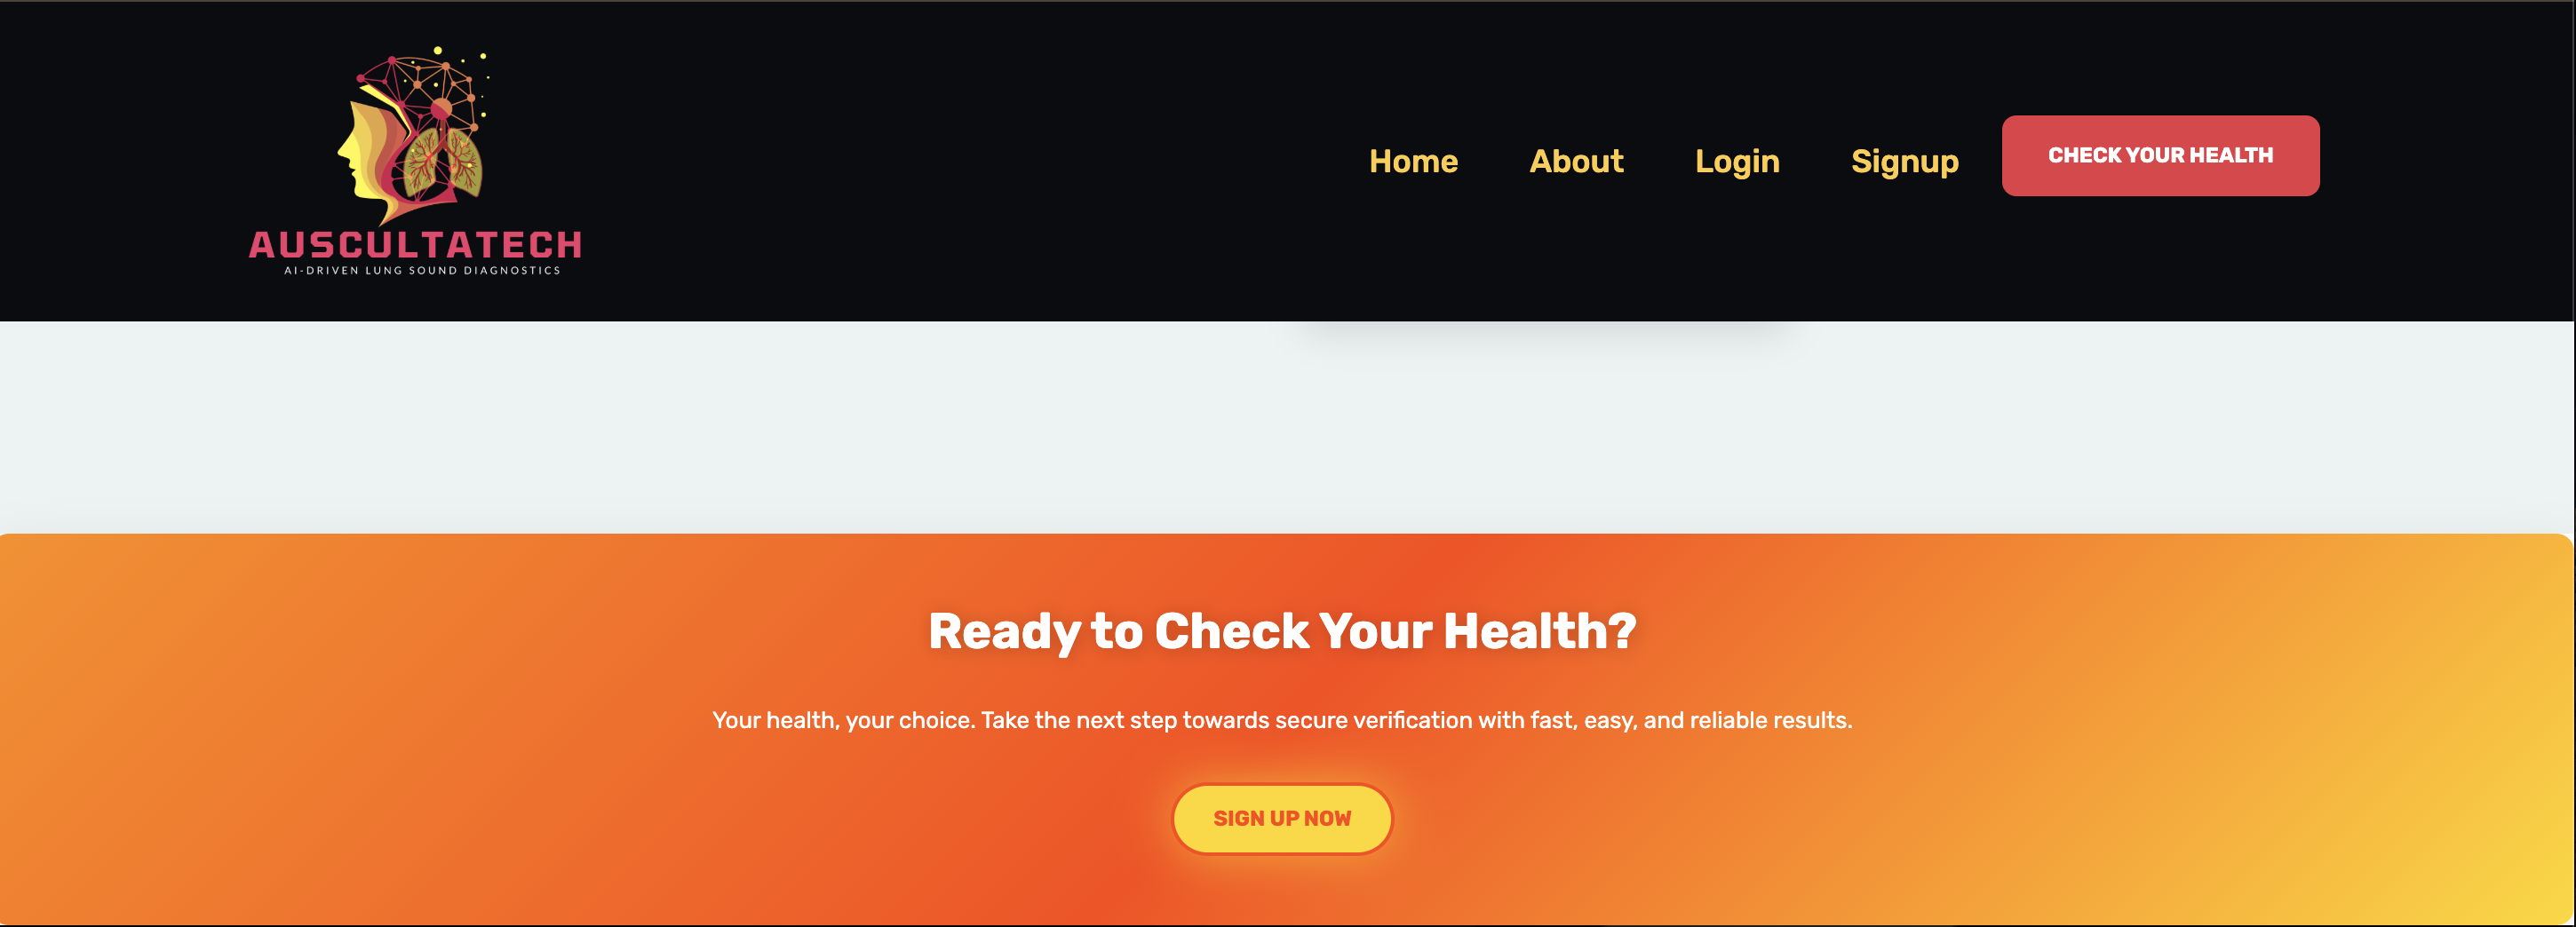 AUSCULTATECH
AI-DRIVEN LUNG SOUND DIAGNOSTICS
Home About Login Signup CHECK YOUR HEALTH
Ready to Check Your Health?
Your health, your choice. Take the next step towards secure verification with fast, easy, and reliable results.
SIGN UP NOW